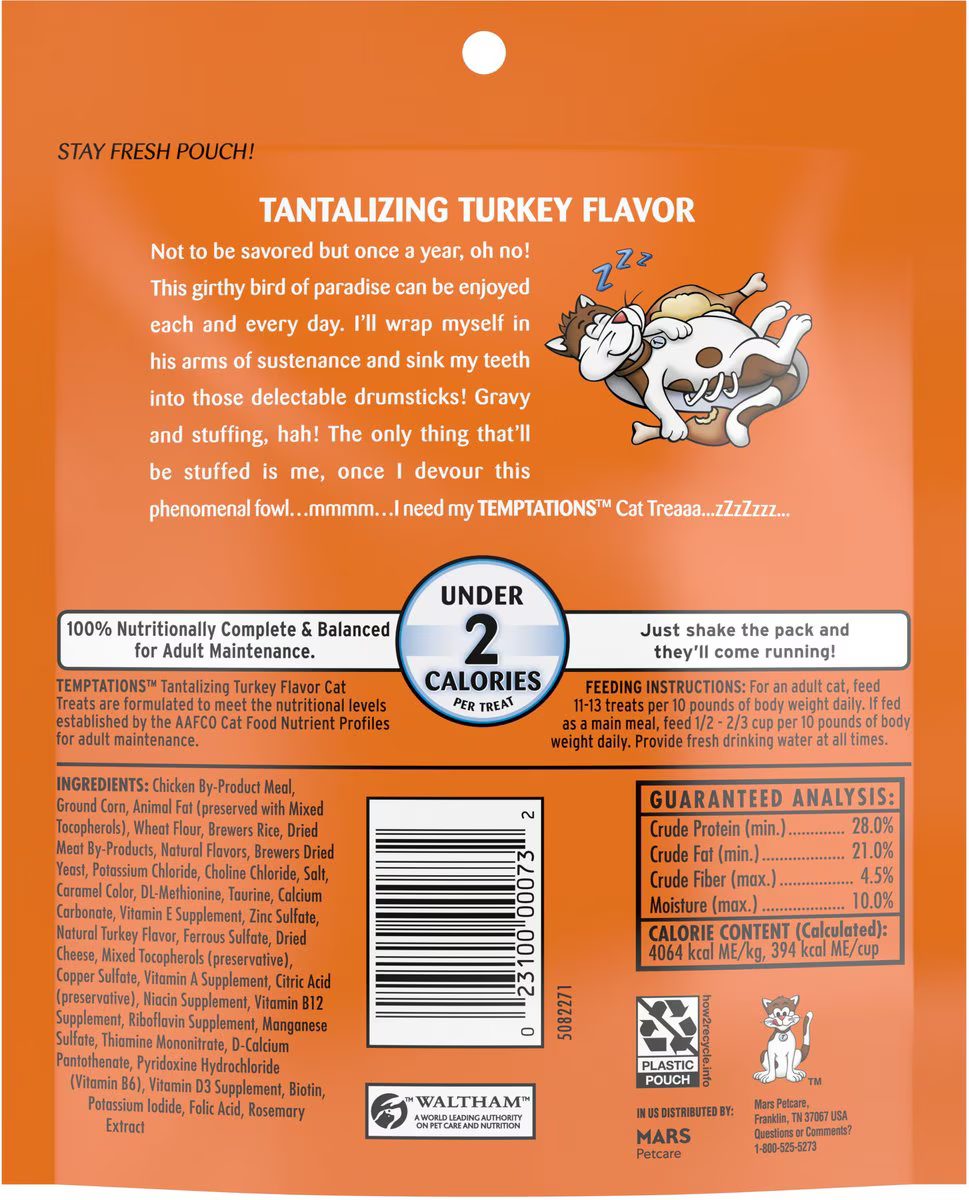 STAY FRESH POUCH!
TANTALIZING TURKEY FLAVOR
Not to be savored but once a year, oh no!
This girthy bird of paradise can be enjoyed
each and every day. I'll wrap myself in
his arms of sustenance and sink my teeth
into those delectable drumsticks! Gravy
and stuffing, hah! The only thing that'll
be stuffed is me, once I devour this
phenomenal fowl...mmmm...I need my TEMPTATIONS™ Cat Treaaa...zZzZzzz...
Z Z Z
UNDER
2
CALORIES
PER TREAT
100% Nutritionally Complete & Balanced
for Adult Maintenance.
Just shake the pack and
they'll come running!
TEMPTATIONS™ Tantalizing Turkey Flavor Cat
Treats are formulated to meet the nutritional levels
established by the AAFCO Cat Food Nutrient Profiles
for adult maintenance.
FEEDING INSTRUCTIONS: For an adult cat, feed
11-13 treats per 10 pounds of body weight daily. If fed
as a main meal, feed 1/2 - 2/3 cup per 10 pounds of body
weight daily. Provide fresh drinking water at all times.
INGREDIENTS: Chicken By-Product Meal,
Ground Corn, Animal Fat (preserved with Mixed
Tocopherols), Wheat Flour, Brewers Rice, Dried
Meat By-Products, Natural Flavors, Brewers Dried
Yeast, Potassium Chloride, Choline Chloride, Salt,
Caramel Color, DL-Methionine, Taurine, Calcium
Carbonate, Vitamin E Supplement, Zinc Sulfate,
Natural Turkey Flavor, Ferrous Sulfate, Dried
Cheese, Mixed Tocopherols (preservative),
Copper Sulfate, Vitamin A Supplement, Citric Acid
(preservative), Niacin Supplement, Vitamin B12
Supplement, Riboflavin Supplement, Manganese
Sulfate, Thiamine Mononitrate, D-Calcium
Pantothenate, Pyridoxine Hydrochloride
(Vitamin B6), Vitamin D3 Supplement, Biotin,
Potassium Iodide, Folic Acid, Rosemary
Extract
0 23100 00073 2
5082271
™ WALTHAM™
A WORLD LEADING AUTHORITY
ON PET CARE AND NUTRITION
GUARANTEED ANALYSIS:
Crude Protein (min.)............. 28.0%
Crude Fat (min.).................... 21.0%
Crude Fiber (max.).................. 4.5%
Moisture (max.).................... 10.0%
CALORIE CONTENT (Calculated):
4064 kcal ME/kg, 394 kcal ME/cup
how2recycle.info
PLASTIC
POUCH
TM
IN US DISTRIBUTED BY:
MARS
Petcare
Mars Petcare,
Franklin, TN 37067 USA
Questions or Comments?
1-800-525-5273